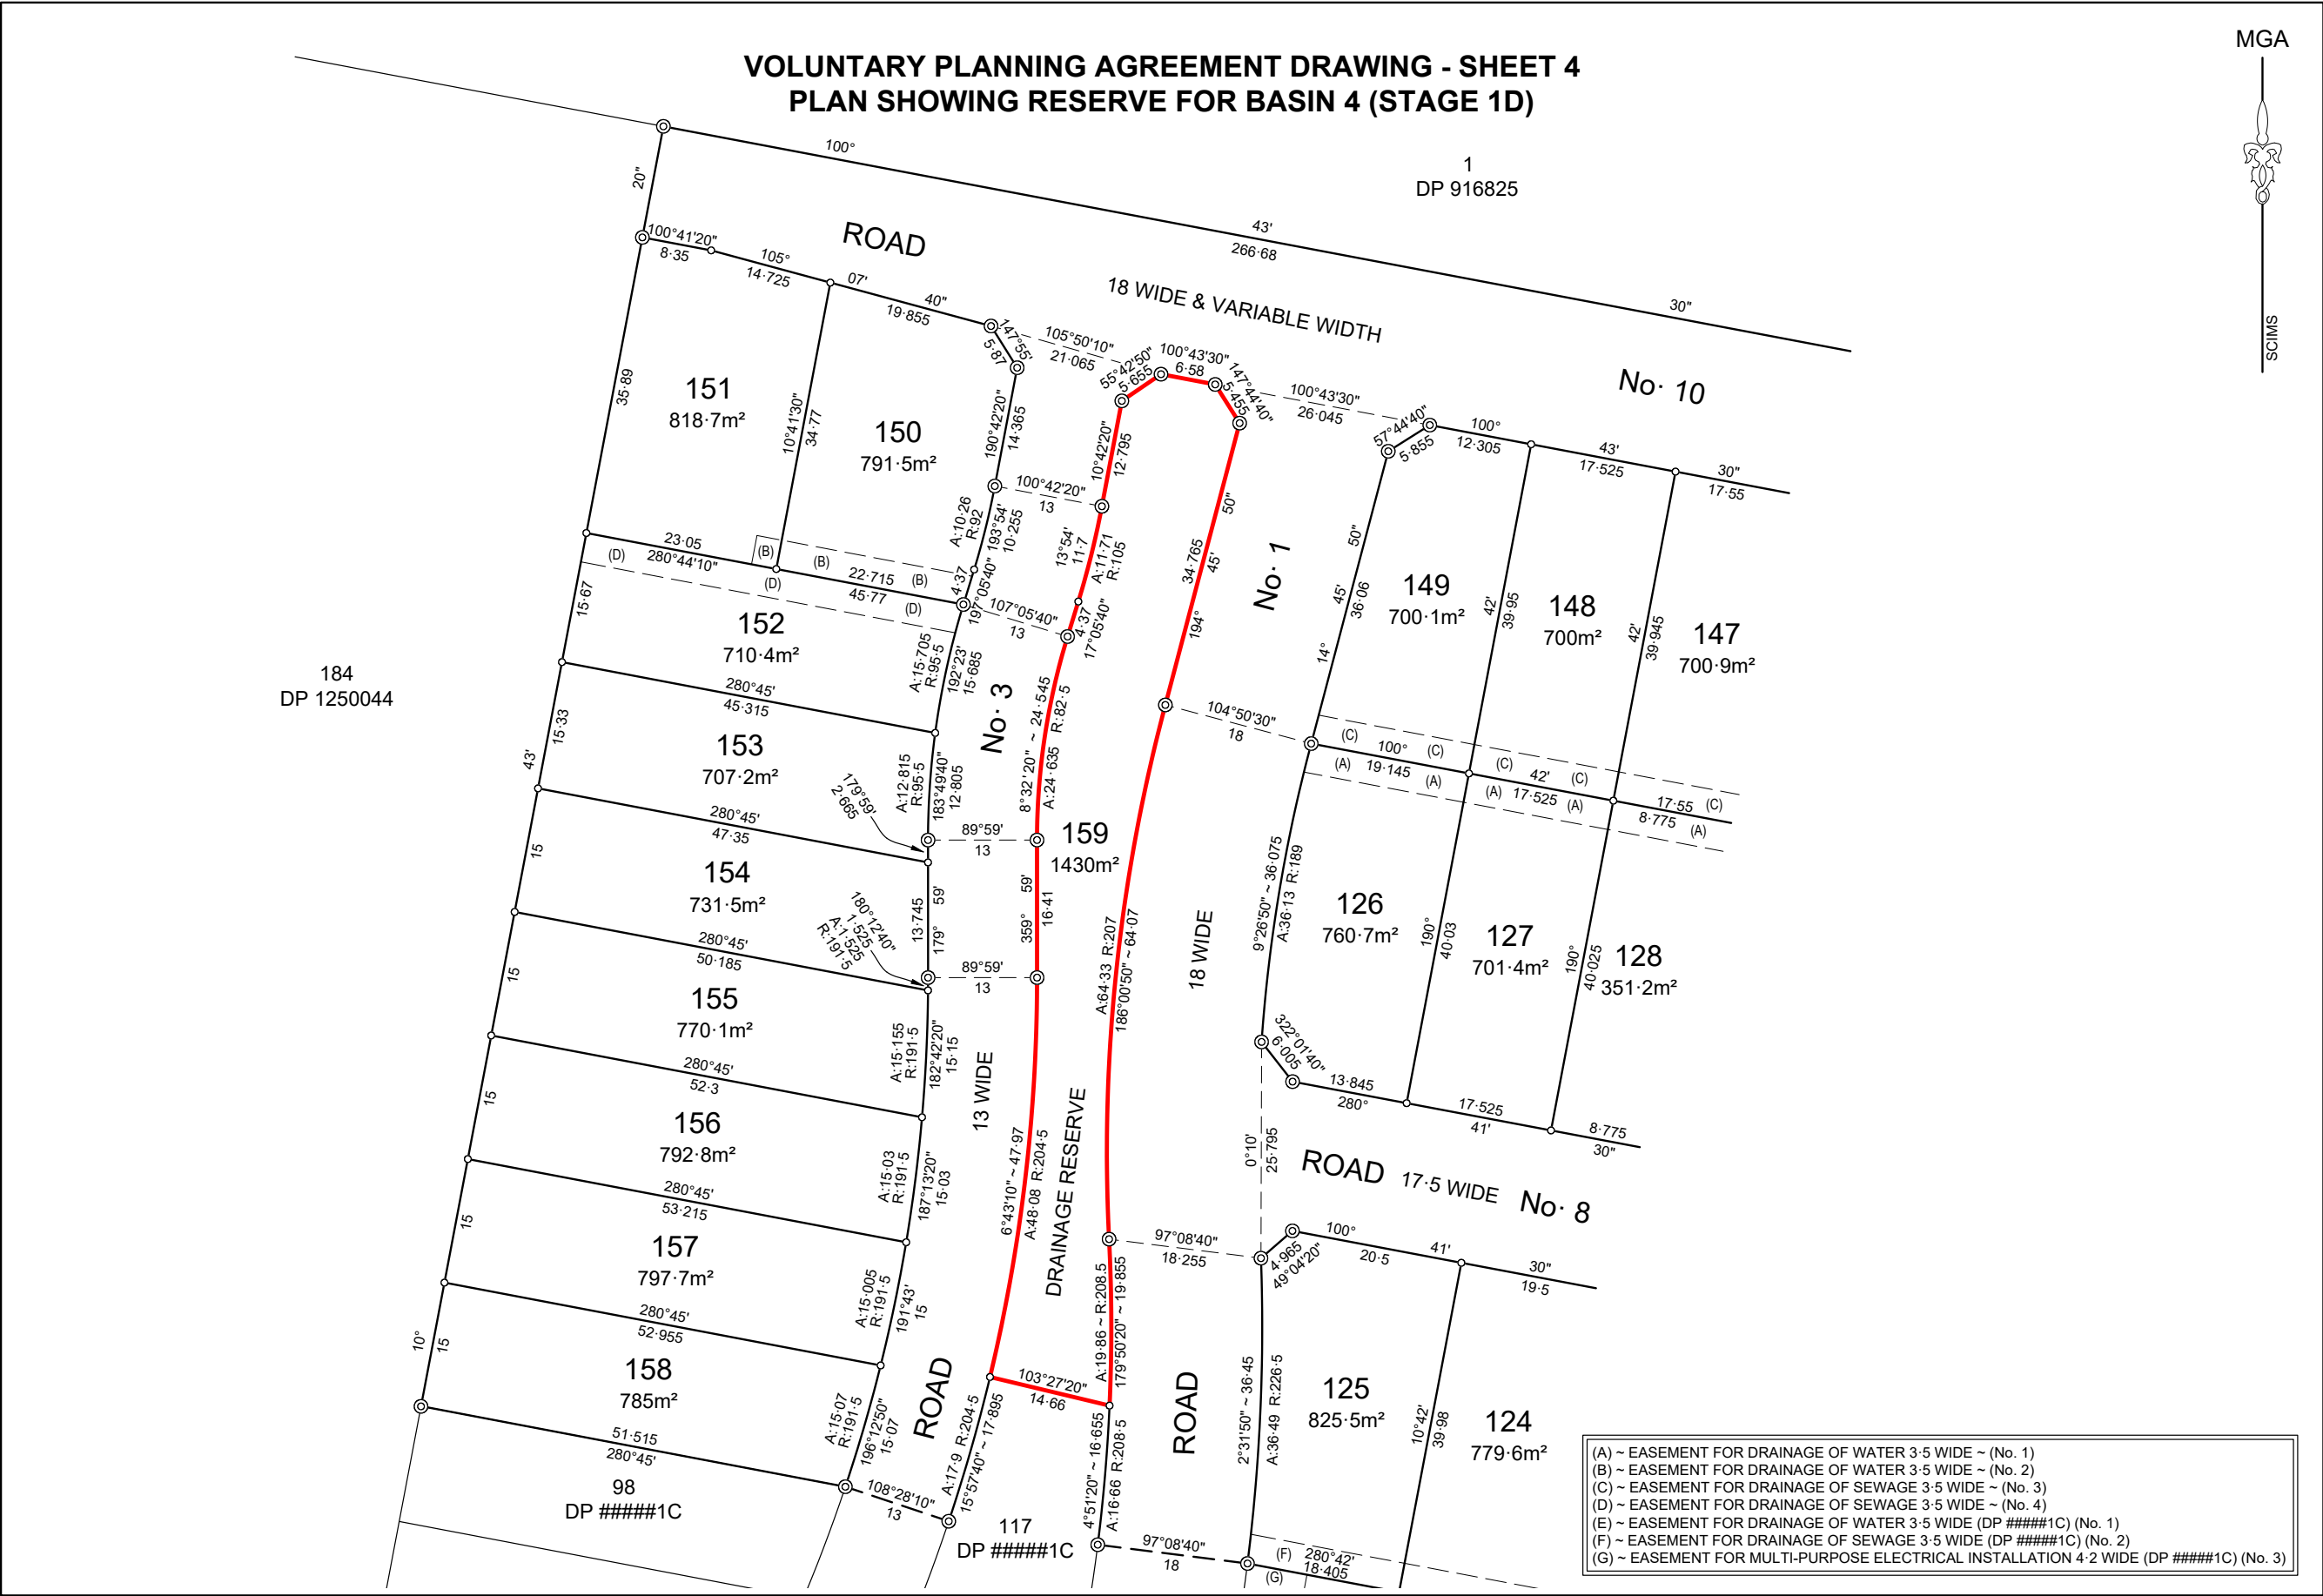 VOLUNTARY PLANNING AGREEMENT DRAWING - SHEET 4
PLAN SHOWING RESERVE FOR BASIN 4 (STAGE 1D)
MGA
SCIMS
1
DP 916825
100°
43'
266·68
30"
20"
ROAD
18 WIDE & VARIABLE WIDTH
No· 10
100°41'20"
8·35
105°
14·725
07'
40"
19·855
147°55'
5·87
105°50'10"
21·065
55°42'50"
5·655
100°43'30"
6·58
147°44'40"
5·455
100°43'30"
26·045
57°44'40"
5·855
100°
12·305
43'
17·525
30"
17·55
35·89
151
818·7m²
10°41'30"
34·77
150
791·5m²
190°42'20"
14·365
10°42'20"
12·795
100°42'20"
13
A:10·26
R:92
193°54'
10·255
13°54'
11·7
A:11·71
R:105
50"
34·765
45'
194°
No· 1
50"
45'
36·06
14°
149
700·1m²
42'
39·95
148
700m²
42'
39·945
147
700·9m²
(D)
23·05
280°44'10"
(B)
(B)
(B)
(D)
22·715
45·77
(D)
4·37
197°05'40"
107°05'40"
13
4·37
17°05'40"
15·67
152
710·4m²
A:15·705
R:95·5
192°23'
15·685
184
DP 1250044
280°45'
45·315
No· 3
8°32'20" ~ 24·545
A:24·635 R:82·5
104°50'30"
18
(C)
100°
(C)
(C)
42'
(C)
17·55
(C)
(A)
19·145
(A)
(A)
17·525
(A)
8·775
(A)
15·33
43'
153
707·2m²
A:12·815
R:95·5
183°49'40"
12·805
179°59'
2·665
280°45'
47·35
89°59'
13
159
1430m²
15
154
731·5m²
13·745
59'
179°
359°
59'
16·41
180°12'40"
1·525
A:1·525
R:191·5
280°45'
50·185
89°59'
13
A:64·33 R:207
186°00'50" ~ 64·07
18 WIDE
9°26'50" ~ 36·075
A:36·13 R:189
126
760·7m²
190°
40·03
127
701·4m²
190°
40·025
128
351·2m²
15
155
770·1m²
A:15·155
R:191·5
182°42'20"
15·15
13 WIDE
322°01'40"
6·005
13·845
280°
17·525
41'
8·775
30"
280°45'
52·3
15
156
792·8m²
A:15·03
R:191·5
187°13'20"
15·03
6°43'10" ~ 47·97
A:48·08 R:204·5
DRAINAGE RESERVE
0°10'
25·795
ROAD
17·5 WIDE
No· 8
280°45'
53·215
15
157
797·7m²
A:15·005
R:191·5
191°43'
15
97°08'40"
18·255
4·965
49°04'20"
100°
20·5
41'
30"
19·5
280°45'
52·955
10°
15
158
785m²
A:15·07
R:191·5
196°12'50"
15·07
ROAD
103°27'20"
14·66
A:19·86 ~ R:208.5
179°50'20" ~ 19·855
ROAD
2°31'50" ~ 36·45
A:36·49 R:226·5
125
825·5m²
10°42'
39·98
124
779·6m²
51·515
280°45'
98
DP #####1C
108°28'10"
13
A:17·9 R:204·5
15°57'40" ~ 17·895
117
DP #####1C
4°51'20" ~ 16·655
A:16·66 R:208·5
97°08'40"
18
(F)
280°42'
18·405
(G)
(A) ~ EASEMENT FOR DRAINAGE OF WATER 3·5 WIDE ~ (No. 1)
(B) ~ EASEMENT FOR DRAINAGE OF WATER 3·5 WIDE ~ (No. 2)
(C) ~ EASEMENT FOR DRAINAGE OF SEWAGE 3·5 WIDE ~ (No. 3)
(D) ~ EASEMENT FOR DRAINAGE OF SEWAGE 3·5 WIDE ~ (No. 4)
(E) ~ EASEMENT FOR DRAINAGE OF WATER 3·5 WIDE (DP #####1C) (No. 1)
(F) ~ EASEMENT FOR DRAINAGE OF SEWAGE 3·5 WIDE (DP #####1C) (No. 2)
(G) ~ EASEMENT FOR MULTI-PURPOSE ELECTRICAL INSTALLATION 4·2 WIDE (DP #####1C) (No. 3)